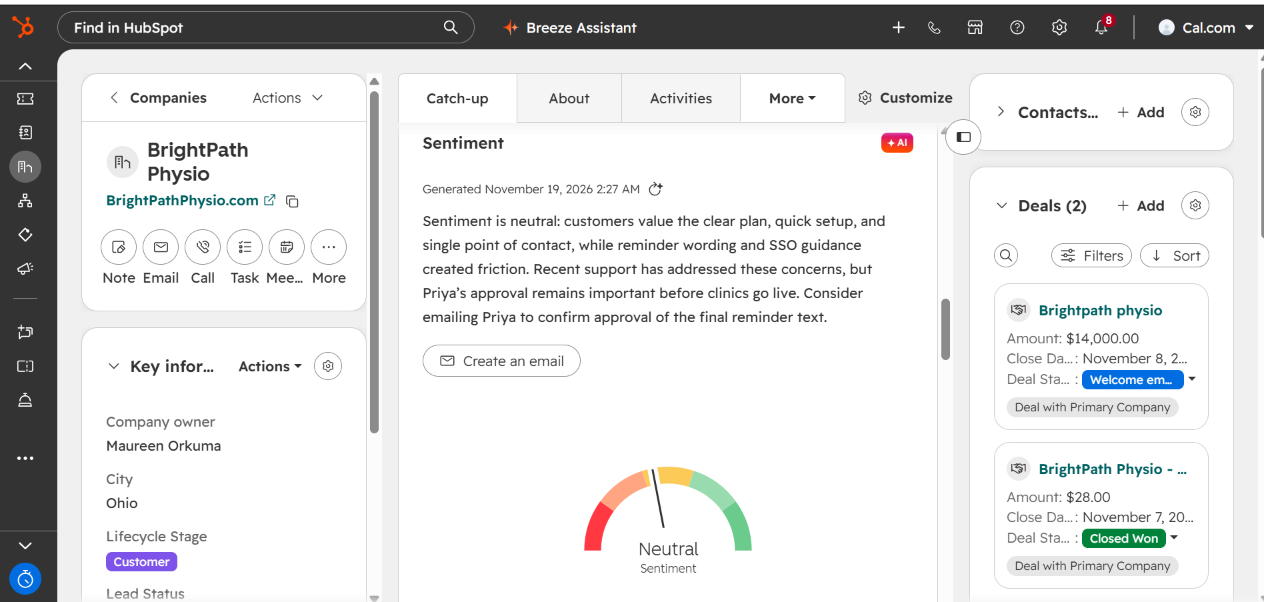 Find in HubSpot
Breeze Assistant
8
Cal.com
Companies
Actions
BrightPath
Physio
BrightPathPhysio.com
Note Email Call Task Mee... More
Key infor... Actions
Company owner
Maureen Orkuma
City
Ohio
Lifecycle Stage
Customer
Lead Status
Catch-up About Activities More Customize
Sentiment
AI
Generated November 19, 2026 2:27 AM
Sentiment is neutral: customers value the clear plan, quick setup, and
single point of contact, while reminder wording and SSO guidance
created friction. Recent support has addressed these concerns, but
Priya's approval remains important before clinics go live. Consider
emailing Priya to confirm approval of the final reminder text.
Create an email
Neutral
Sentiment
Contacts... + Add
Deals (2) + Add
Filters Sort
Brightpath physio
Amount: $14,000.00
Close Da... : November 8, 2...
Deal Sta... : Welcome em...
Deal with Primary Company
BrightPath Physio - ...
Amount: $28.00
Close Da... : November 7, 20...
Deal Sta... : Closed Won
Deal with Primary Company